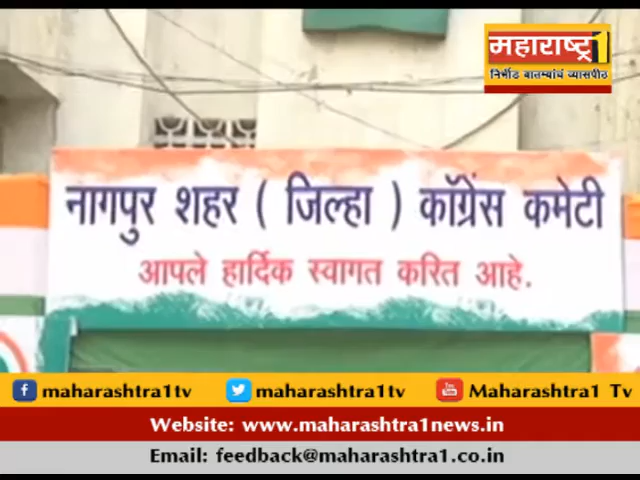 महाराष्ट्र1
निर्भीड बातम्यांचं व्यासपीठ
नागपुर शहर ( जिल्हा ) काँग्रेंस कमेटी
आपले हार्दिक स्वागत करित आहे.
maharashtra1tv maharashtra1tv Maharashtra1 Tv
Website: www.maharashtra1news.in
Email: feedback@maharashtra1.co.in